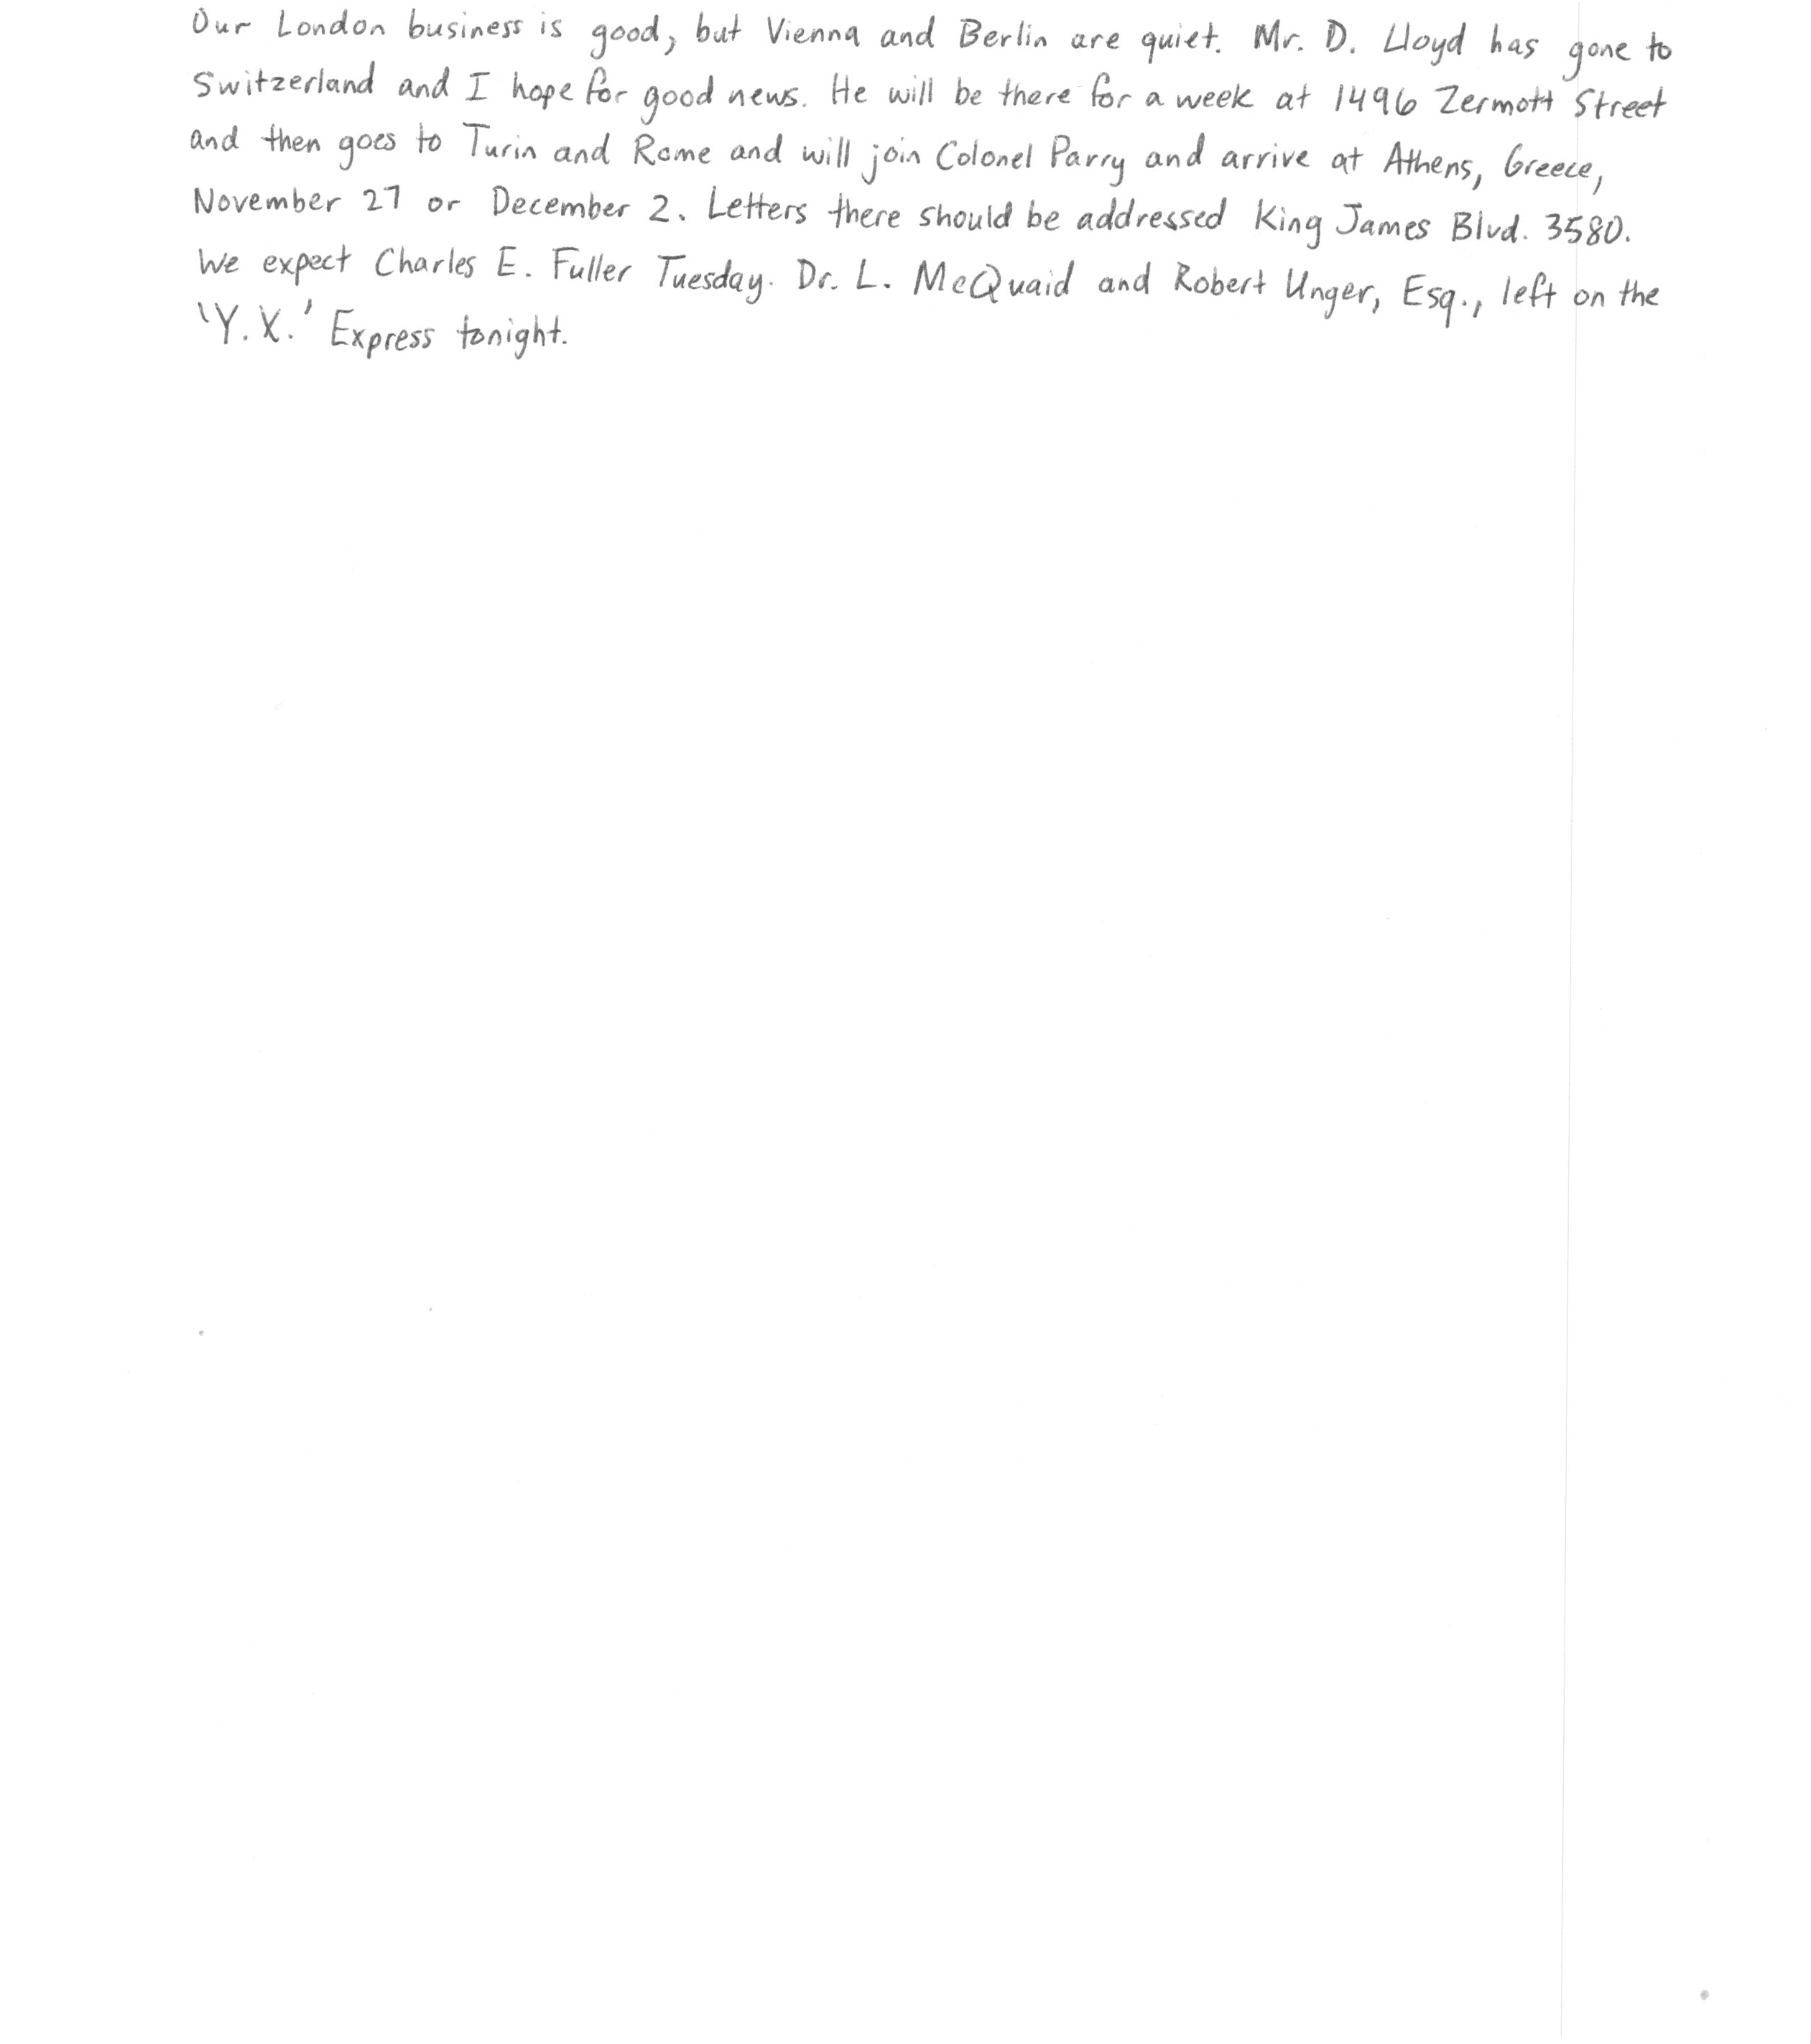 Our London business is good, but Vienna and Berlin are quiet. Mr. D. Lloyd has gone to
Switzerland and I hope for good news. He will be there for a week at 1496 Zermott Street
and then goes to Turin and Rome and will join Colonel Parry and arrive at Athens, Greece,
November 27 or December 2. Letters there should be addressed King James Blvd. 3580.
We expect Charles E. Fuller Tuesday. Dr. L. McQuaid and Robert Unger, Esq., left on the
'Y.X.' Express tonight.